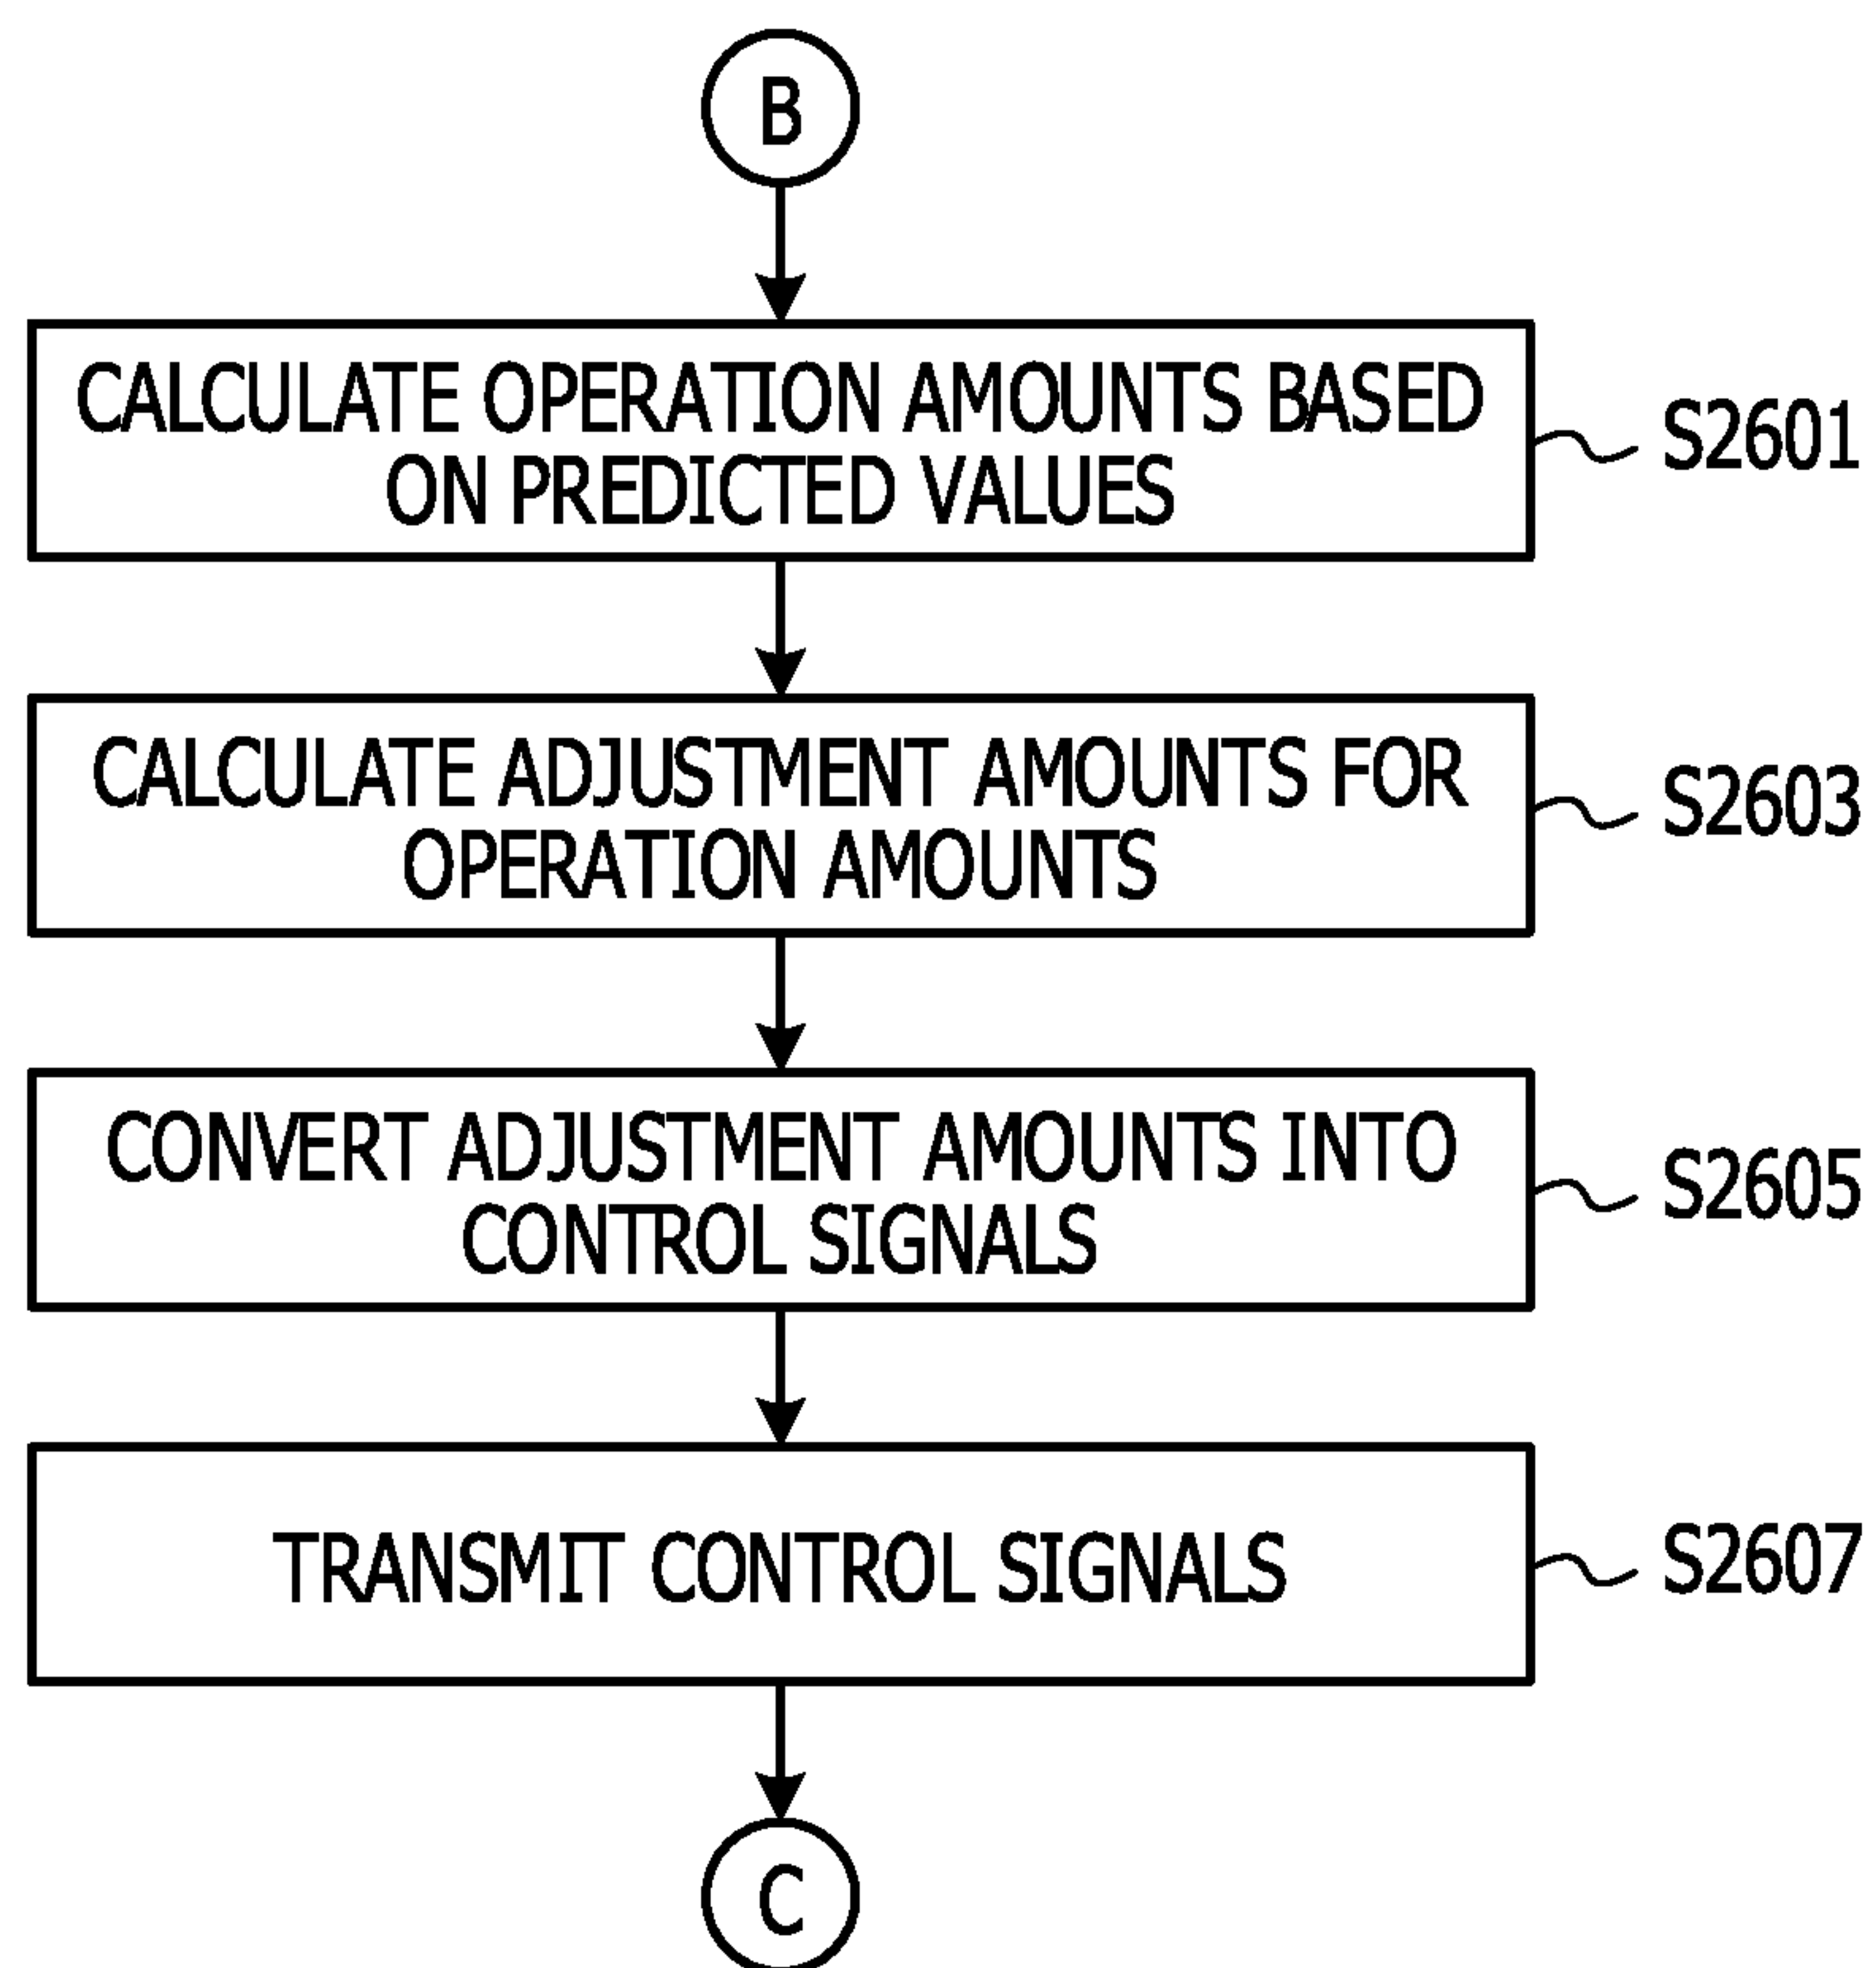 B
CALCULATE OPERATION AMOUNTS BASED
ON PREDICTED VALUES
S2601
CALCULATE ADJUSTMENT AMOUNTS FOR
OPERATION AMOUNTS
S2603
CONVERT ADJUSTMENT AMOUNTS INTO
CONTROL SIGNALS
S2605
TRANSMIT CONTROL SIGNALS
S2607
C